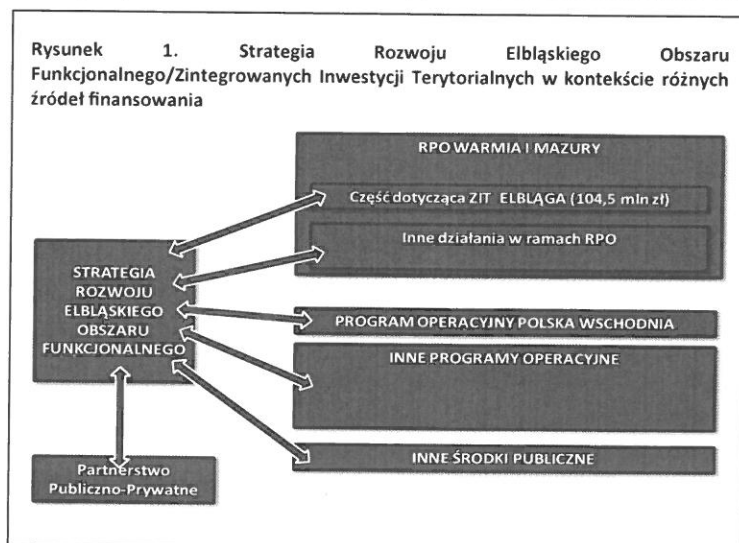 Rysunek 1. Strategia Rozwoju Elbląskiego Obszaru
Funkcjonalnego/Zintegrowanych Inwestycji Terytorialnych w kontekście różnych
źródeł finansowania
RPO WARMIA I MAZURY
Część dotycząca ZIT ELBLĄGA (104,5 mln zł)
Inne działania w ramach RPO
STRATEGIA
ROZWOJU
ELBLĄSKIEGO
OBSZARU
FUNKCJONALNEGO
PROGRAM OPERACYJNY POLSKA WSCHODNIA
INNE PROGRAMY OPERACYJNE
INNE ŚRODKI PUBLICZNE
Partnerstwo
Publiczno-Prywatne